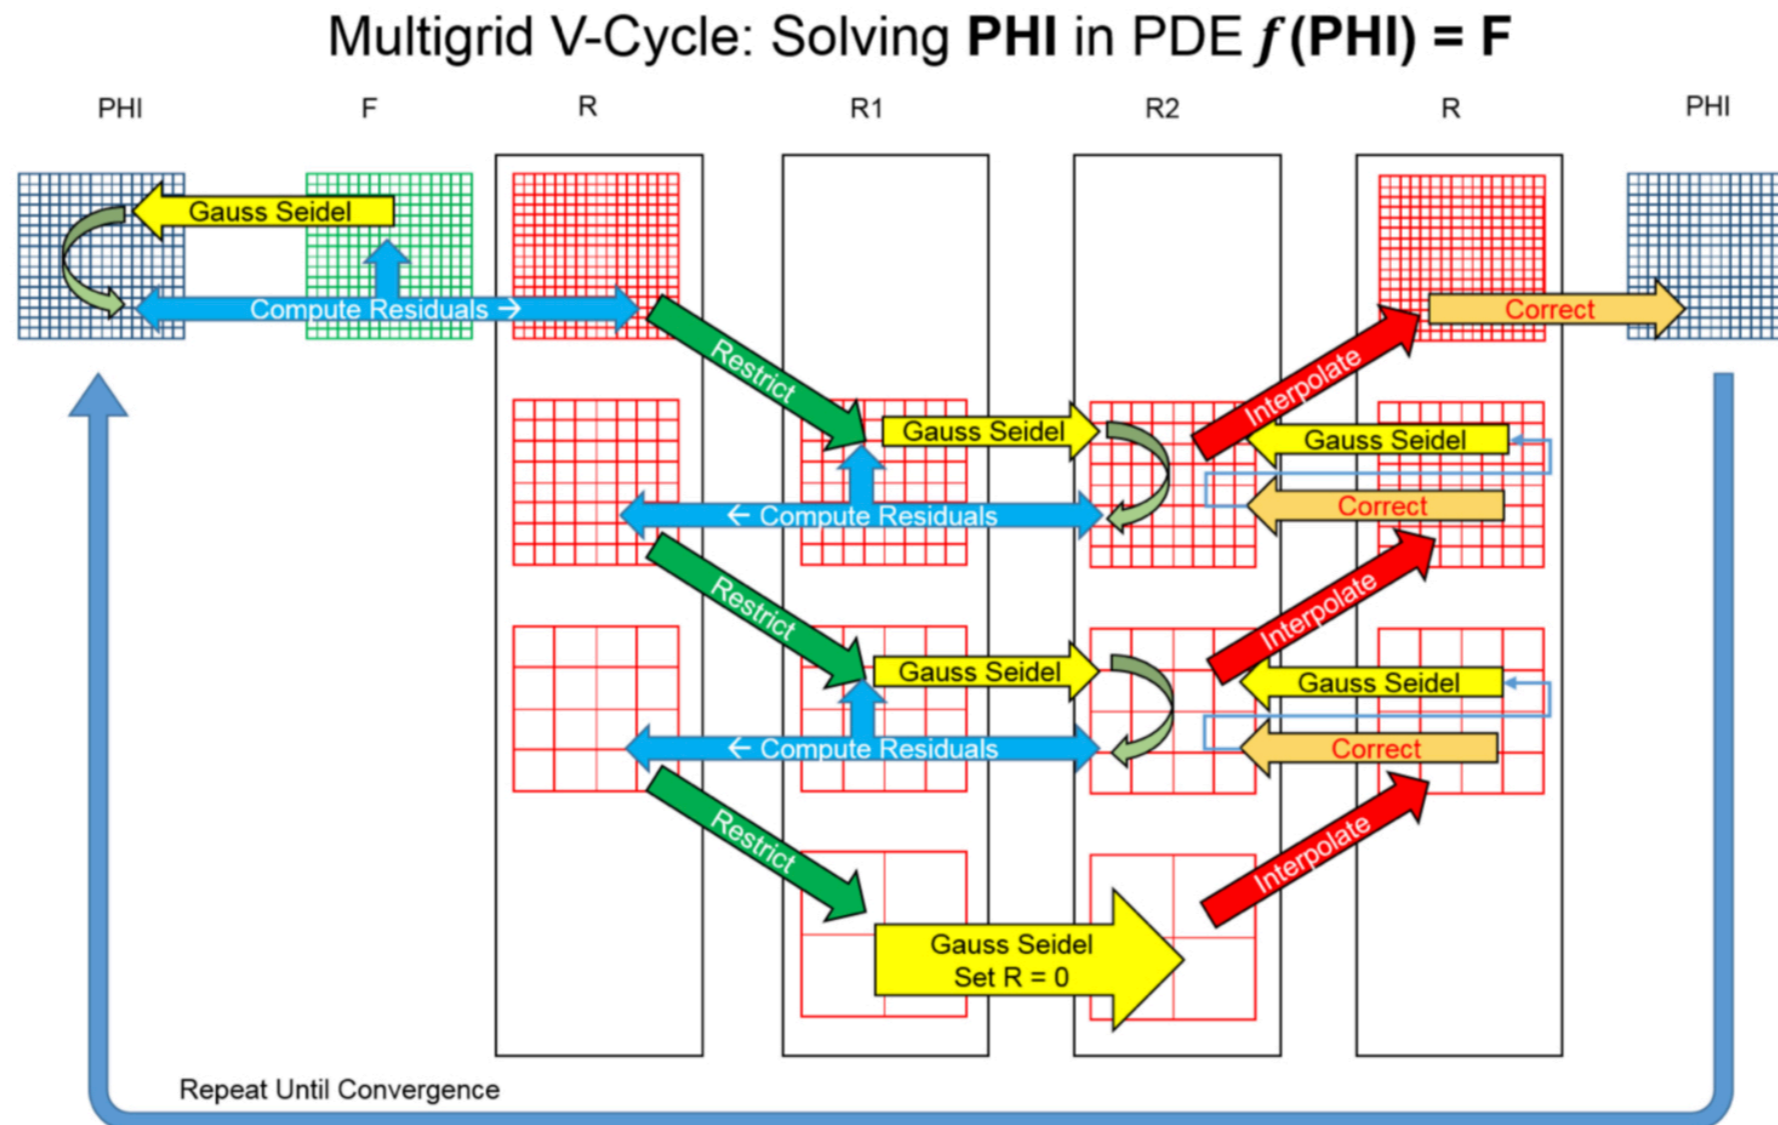 Multigrid V-Cycle: Solving PHI in PDE f (PHI) = F
PHI F R R1 R2 R PHI
Gauss Seidel
Compute Residuals →
Correct
Restrict
Interpolate
Gauss Seidel
Gauss Seidel
Correct
← Compute Residuals
Restrict
Interpolate
Gauss Seidel
Gauss Seidel
← Compute Residuals
Correct
Restrict
Interpolate
Gauss Seidel
Set R = 0
Repeat Until Convergence